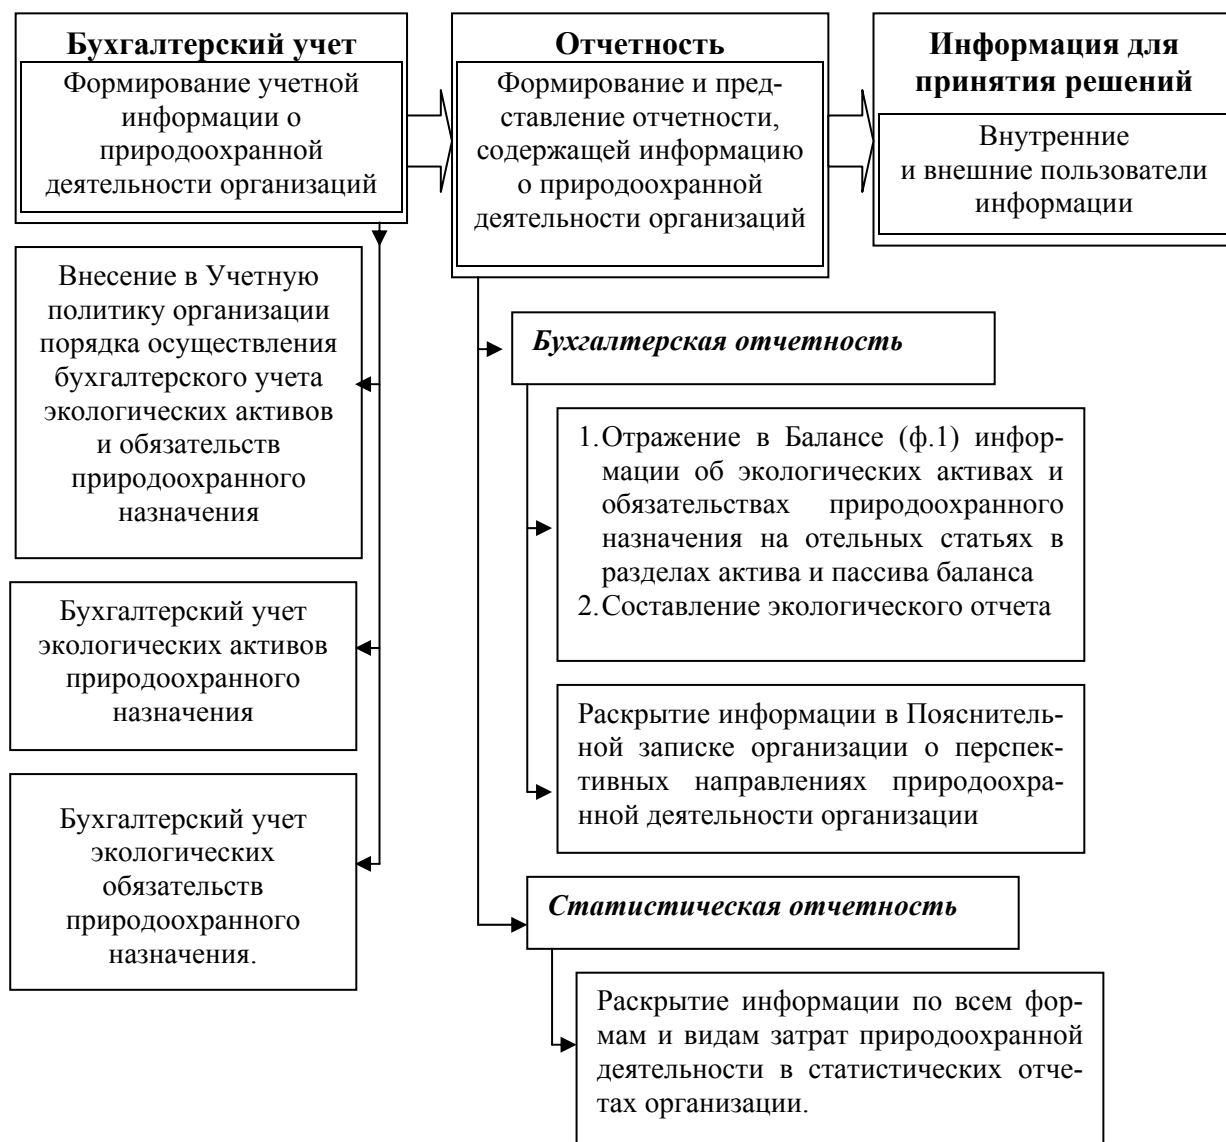 Бухгалтерский учет
Формирование учетной
информации о
природоохранной
деятельности организаций
Отчетность
Формирование и пред-
ставление отчетности,
содержащей информацию
о природоохранной
деятельности организаций
Информация для
принятия решений
Внутренние
и внешние пользователи
информации
Внесение в Учетную
политику организации
порядка осуществления
бухгалтерского учета
экологических активов
и обязательств
природоохранного
назначения
Бухгалтерский учет
экологических активов
природоохранного
назначения
Бухгалтерский учет
экологических
обязательств
природоохранного
назначения.
Бухгалтерская отчетность
1. Отражение в Балансе (ф.1) инфор-
мации об экологических активах и
обязательствах природоохранного
назначения на отельных статьях в
разделах актива и пассива баланса
2. Составление экологического отчета
Раскрытие информации в Пояснитель-
ной записке организации о перспек-
тивных направлениях природоохра-
нной деятельности организации
Статистическая отчетность
Раскрытие информации по всем фор-
мам и видам затрат природоохранной
деятельности в статистических отче-
тах организации.